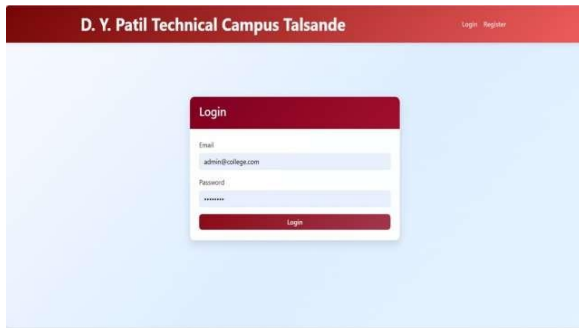 D. Y. Patil Technical Campus Talsande
Login Register
Login
Email
admin@college.com
Password
••••••••
Login